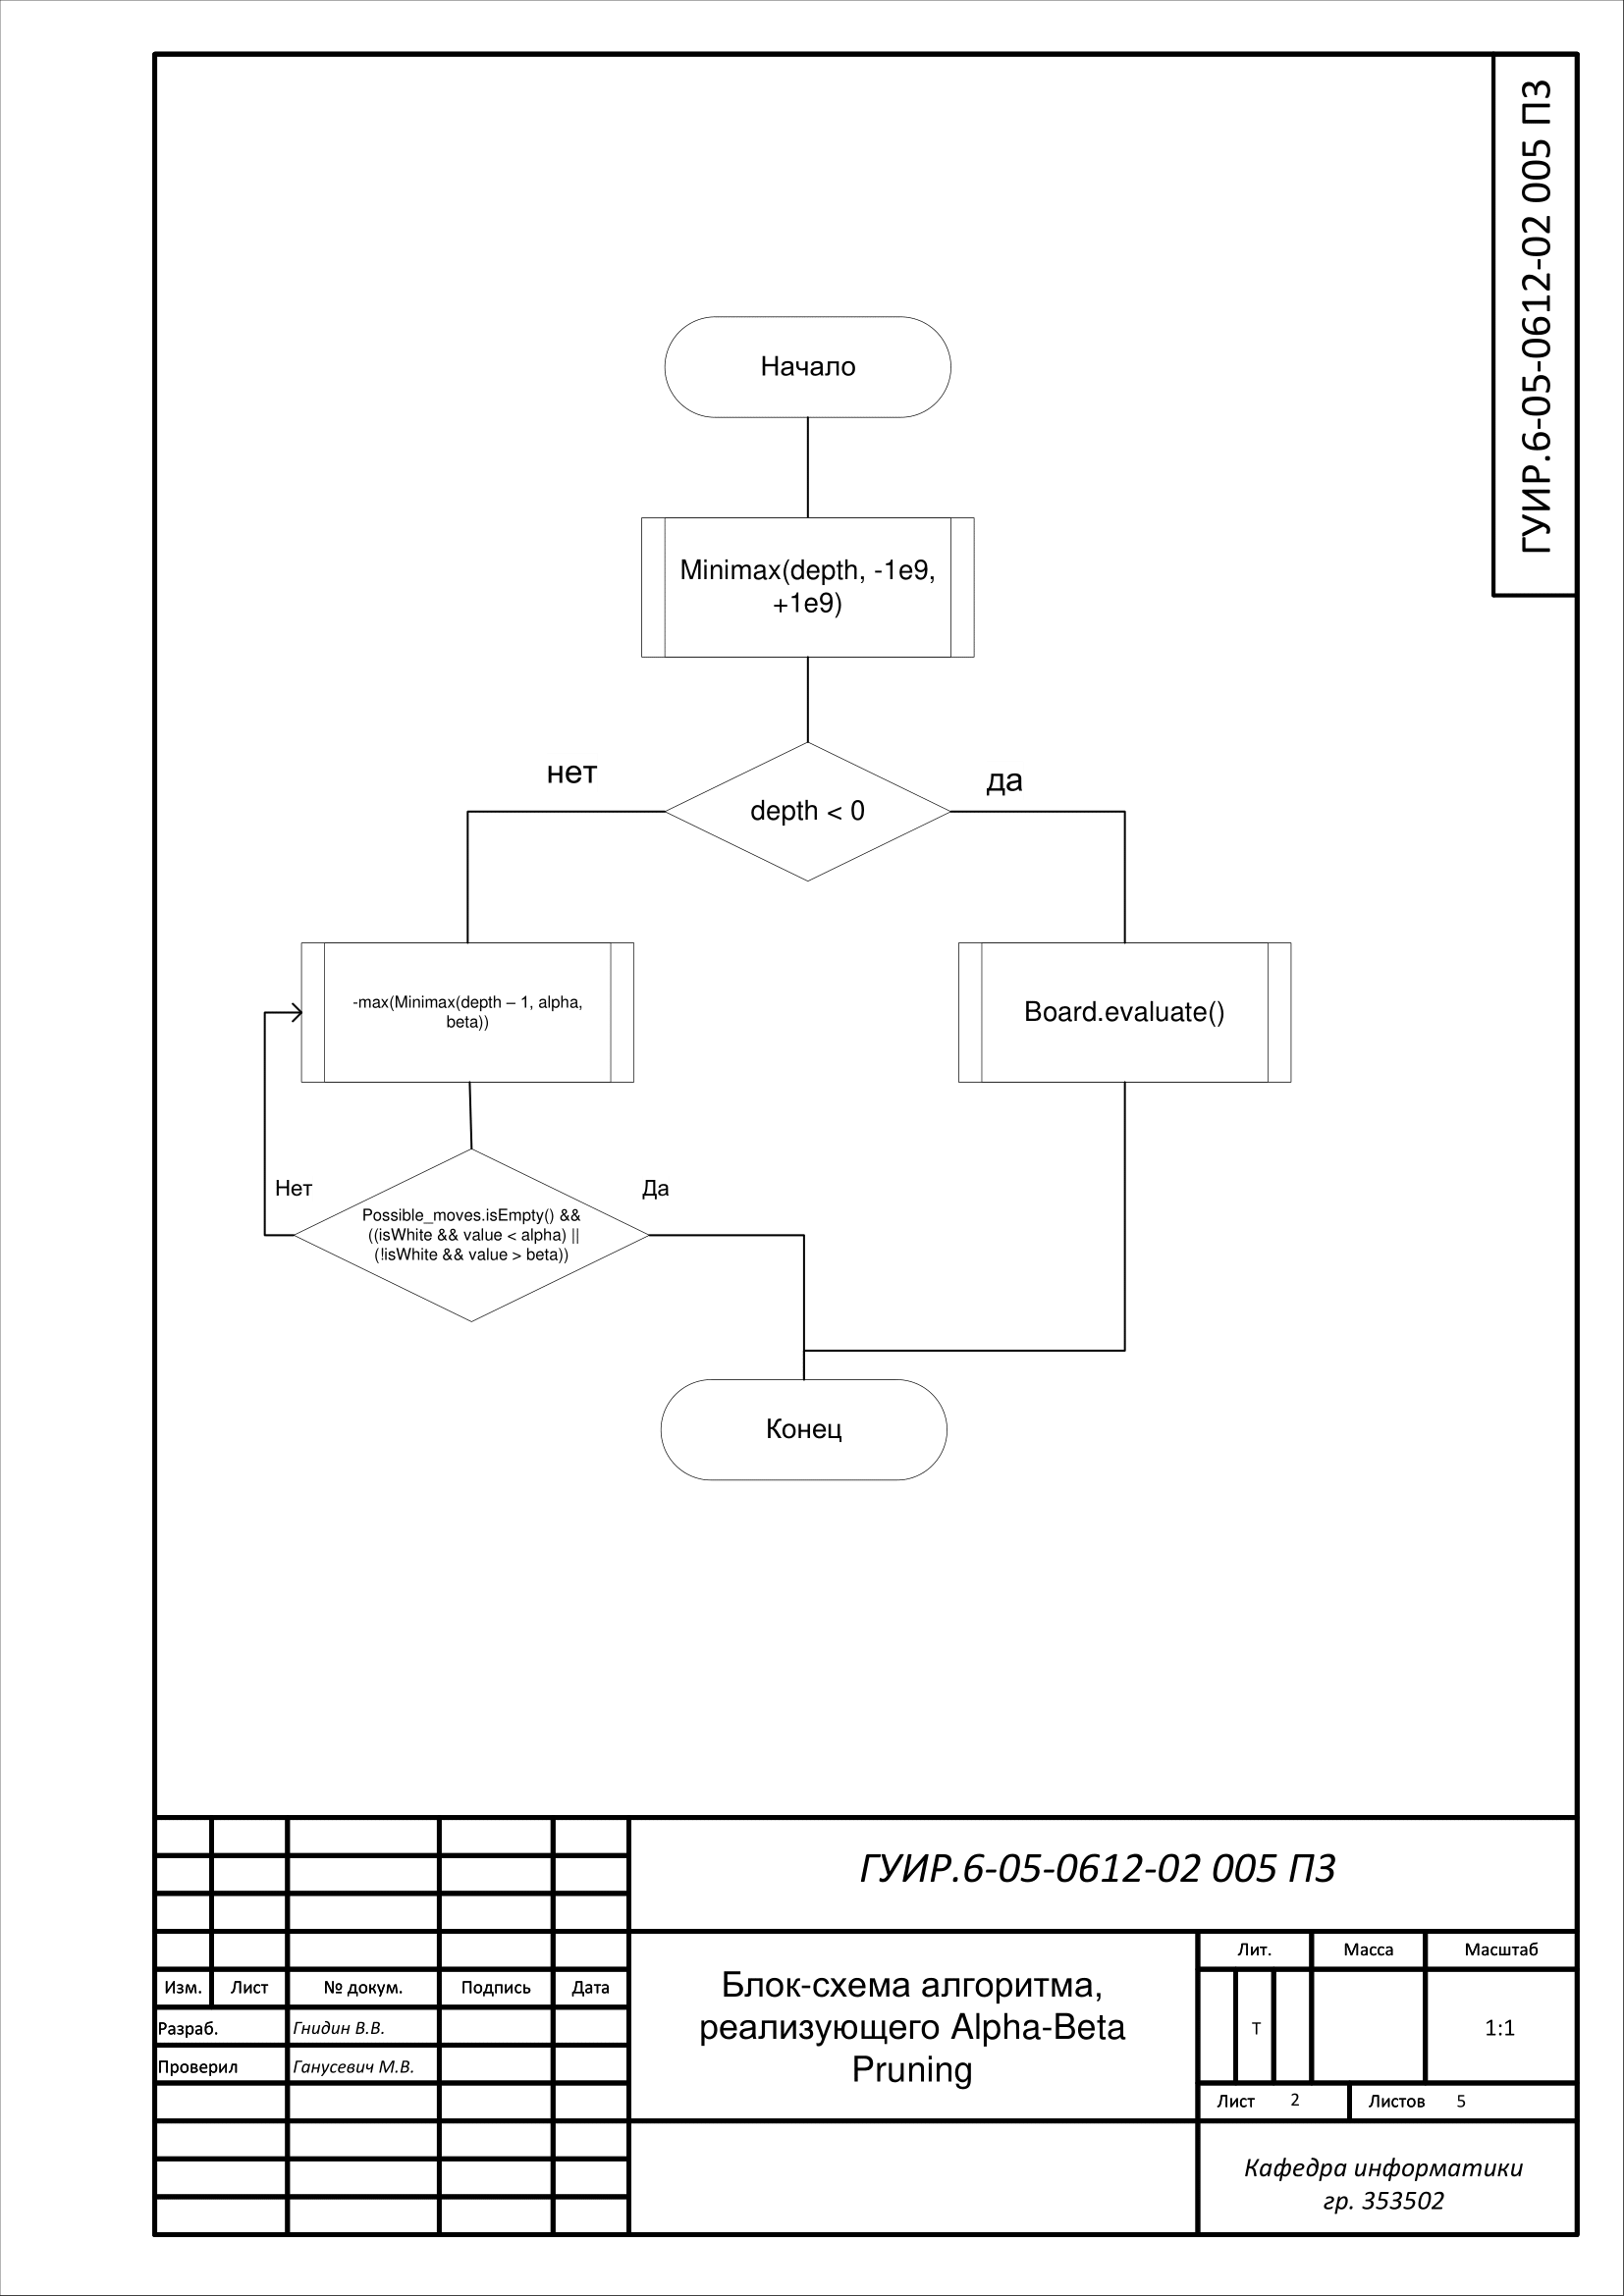 ГУИР.6-05-0612-02 005 ПЗ
Начало
Minimax(depth, -1e9,
+1e9)
нет
да
depth < 0
-max(Minimax(depth – 1, alpha,
beta))
Board.evaluate()
Нет
Да
Possible_moves.isEmpty() &&
((isWhite && value < alpha) ||
(!isWhite && value > beta))
Конец
ГУИР.6-05-0612-02 005 ПЗ
Блок-схема алгоритма,
реализующего Alpha-Beta
Pruning
Лит.
Масса
Масштаб
Изм.
Лист
№ докум.
Подпись
Дата
Разраб.
Гнидин В.В.
Т
1:1
Проверил
Ганусевич М.В.
Лист
2
Листов
5
Кафедра информатики
гр. 353502